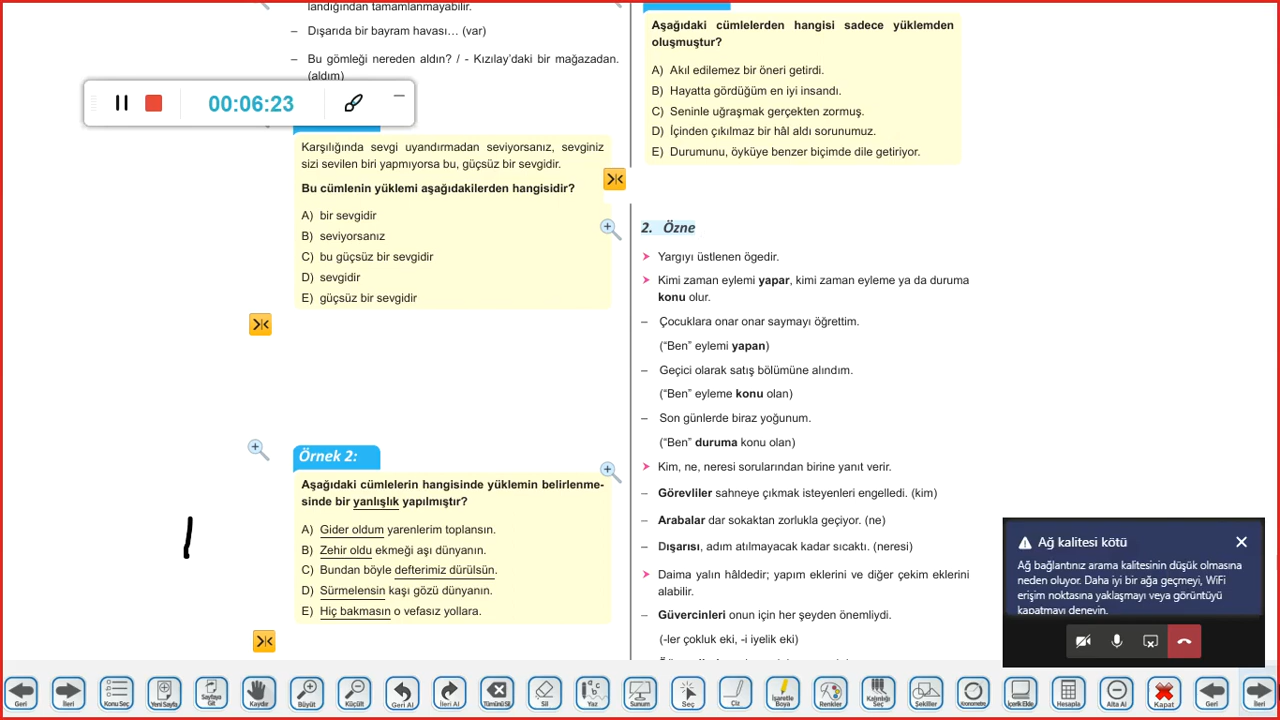 landığından tamamlanmayabilir.
– Dışarıda bir bayram havası… (var)
– Bu gömleği nereden aldın? / - Kızılay’daki bir mağazadan.
(aldım)
00:06:23
Karşılığında sevgi uyandırmadan seviyorsanız, sevginiz
sizi sevilen biri yapmıyorsa bu, güçsüz bir sevgidir.
Bu cümlenin yüklemi aşağıdakilerden hangisidir?
A) bir sevgidir
B) seviyorsanız
C) bu güçsüz bir sevgidir
D) sevgidir
E) güçsüz bir sevgidir
Örnek 2:
Aşağıdaki cümlelerin hangisinde yüklemin belirlenme-
sinde bir yanlışlık yapılmıştır?
A) Gider oldum yarenlerim toplansın.
B) Zehir oldu ekmeği aşı dünyanın.
C) Bundan böyle defterimiz dürülsün.
D) Sürmelensin kaşı gözü dünyanın.
E) Hiç bakmasın o vefasız yollara.
Aşağıdaki cümlelerden hangisi sadece yüklemden
oluşmuştur?
A) Akıl edilemez bir öneri getirdi.
B) Hayatta gördüğüm en iyi insandı.
C) Seninle uğraşmak gerçekten zormuş.
D) İçinden çıkılmaz bir hâl aldı sorunumuz.
E) Durumunu, öyküye benzer biçimde dile getiriyor.
2. Özne
Yargıyı üstlenen ögedir.
Kimi zaman eylemi yapar, kimi zaman eyleme ya da duruma
konu olur.
– Çocuklara onar onar saymayı öğrettim.
(“Ben” eylemi yapan)
– Geçici olarak satış bölümüne alındım.
(“Ben” eyleme konu olan)
– Son günlerde biraz yoğunum.
(“Ben” duruma konu olan)
Kim, ne, neresi sorularından birine yanıt verir.
– Görevliler sahneye çıkmak isteyenleri engelledi. (kim)
– Arabalar dar sokaktan zorlukla geçiyor. (ne)
– Dışarısı, adım atılmayacak kadar sıcaktı. (neresi)
Daima yalın hâldedir; yapım eklerini ve diğer çekim eklerini
alabilir.
– Güvercinleri onun için her şeyden önemliydi.
(-ler çokluk eki, -i iyelik eki)
Ağ kalitesi kötü
Ağ bağlantınız arama kalitesinin düşük olmasına
neden oluyor. Daha iyi bir ağa geçmeyi, WiFi
erişim noktasına yaklaşmayı veya görüntüyü
kapatmayı deneyin.
Geri
İleri
Konu Seç
Yeni Sayfa
Sayfaya Git
Kaydır
Büyüt
Küçült
Geri Al
İleri Al
Tümünü Sil
Sil
Yaz
Sunum
Seç
Çiz
İşaretle Boya
Renkler
Kalınlığı Seç
Şekiller
Kronometre
İçerik Ekle
Hesapla
Alta Al
Kapat
Geri
İleri